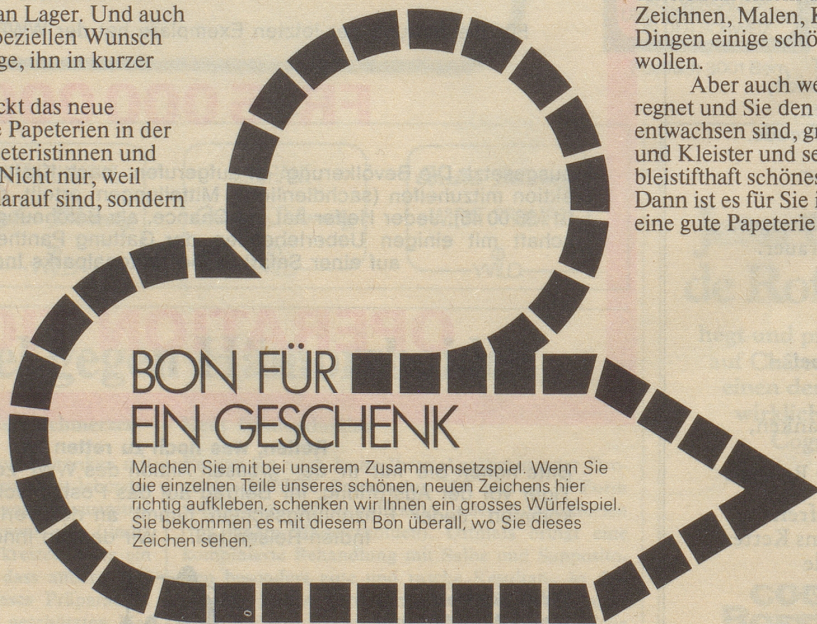 an Lager. Und auch
peziellen Wunsch
ge, ihn in kurzer
ckt das neue
e Papeterien in der
eteristinnen und
Nicht nur, weil
arauf sind, sondern
BON FÜR
EIN GESCHENK
Machen Sie mit bei unserem Zusammensetzspiel. Wenn Sie
die einzelnen Teile unseres schönen, neuen Zeichens hier
richtig aufkleben, schenken wir Ihnen ein grosses Würfelspiel.
Sie bekommen es mit diesem Bon überall, wo Sie dieses
Zeichen sehen.
Zeichnen, Malen, K
Dingen einige schö
wollen.
Aber auch we
regnet und Sie den
entwachsen sind, gr
und Kleister und se
bleistifthaft schönes
Dann ist es für Sie i
eine gute Papeterie